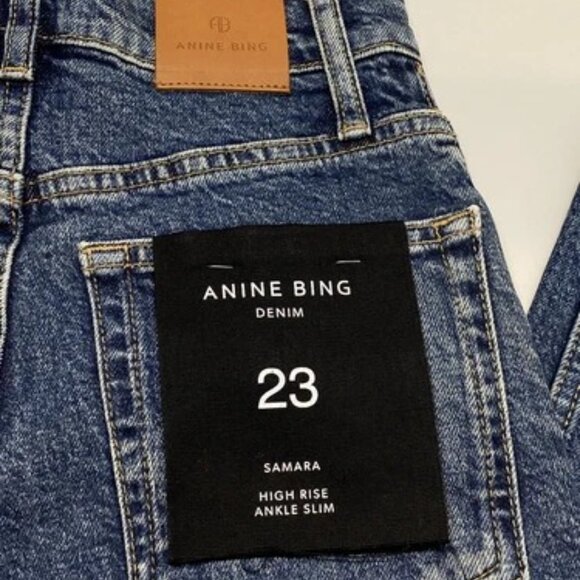 AB
ANINE BING
ANINE BING
DENIM
23
SAMARA
HIGH RISE
ANKLE SLIM